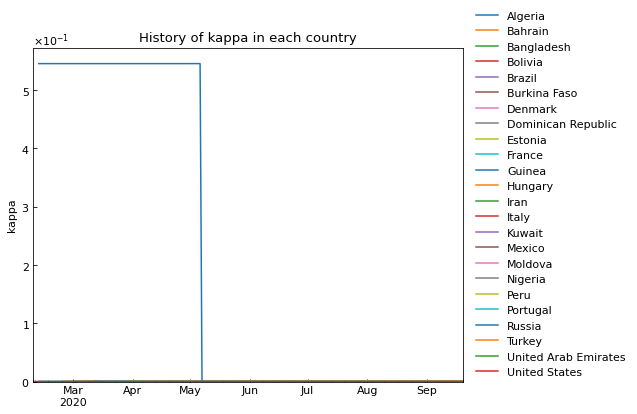 ×10⁻¹
History of kappa in each country
kappa
5
4
3
2
1
0
Mar
2020
Apr
May
Jun
Jul
Aug
Sep
Algeria
Bahrain
Bangladesh
Bolivia
Brazil
Burkina Faso
Denmark
Dominican Republic
Estonia
France
Guinea
Hungary
Iran
Italy
Kuwait
Mexico
Moldova
Nigeria
Peru
Portugal
Russia
Turkey
United Arab Emirates
United States